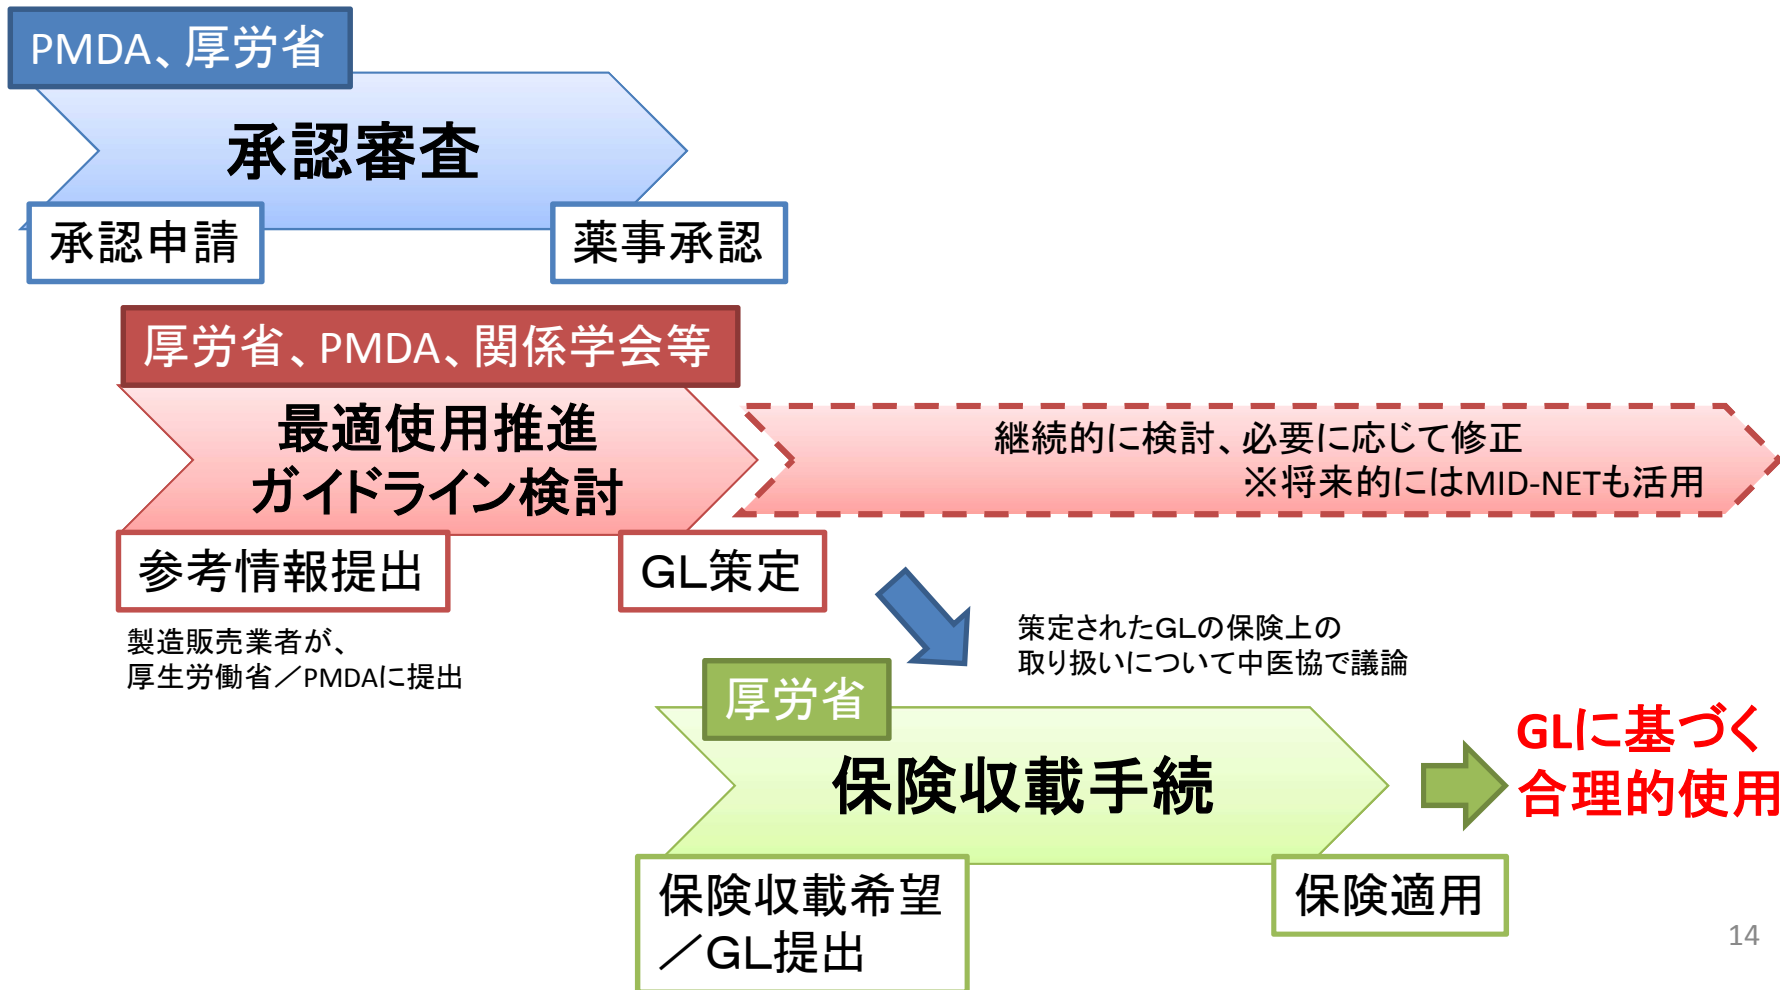 PMDA、厚労省
承認審査
承認申請
薬事承認
厚労省、PMDA、関係学会等
最適使用推進
ガイドライン検討
継続的に検討、必要に応じて修正
※将来的にはMID-NETも活用
参考情報提出
GL策定
製造販売業者が、
厚生労働省／PMDAに提出
策定されたGLの保険上の
取り扱いについて中医協で議論
厚労省
保険収載手続
GLに基づく
合理的使用
保険収載希望
／GL提出
保険適用
14